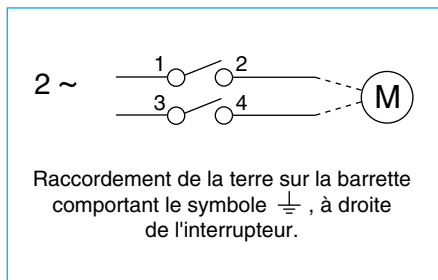 1 2
2 ~
M
3 4
Raccordement de la terre sur la barrette
comportant le symbole ⏚ , à droite
de l'interrupteur.